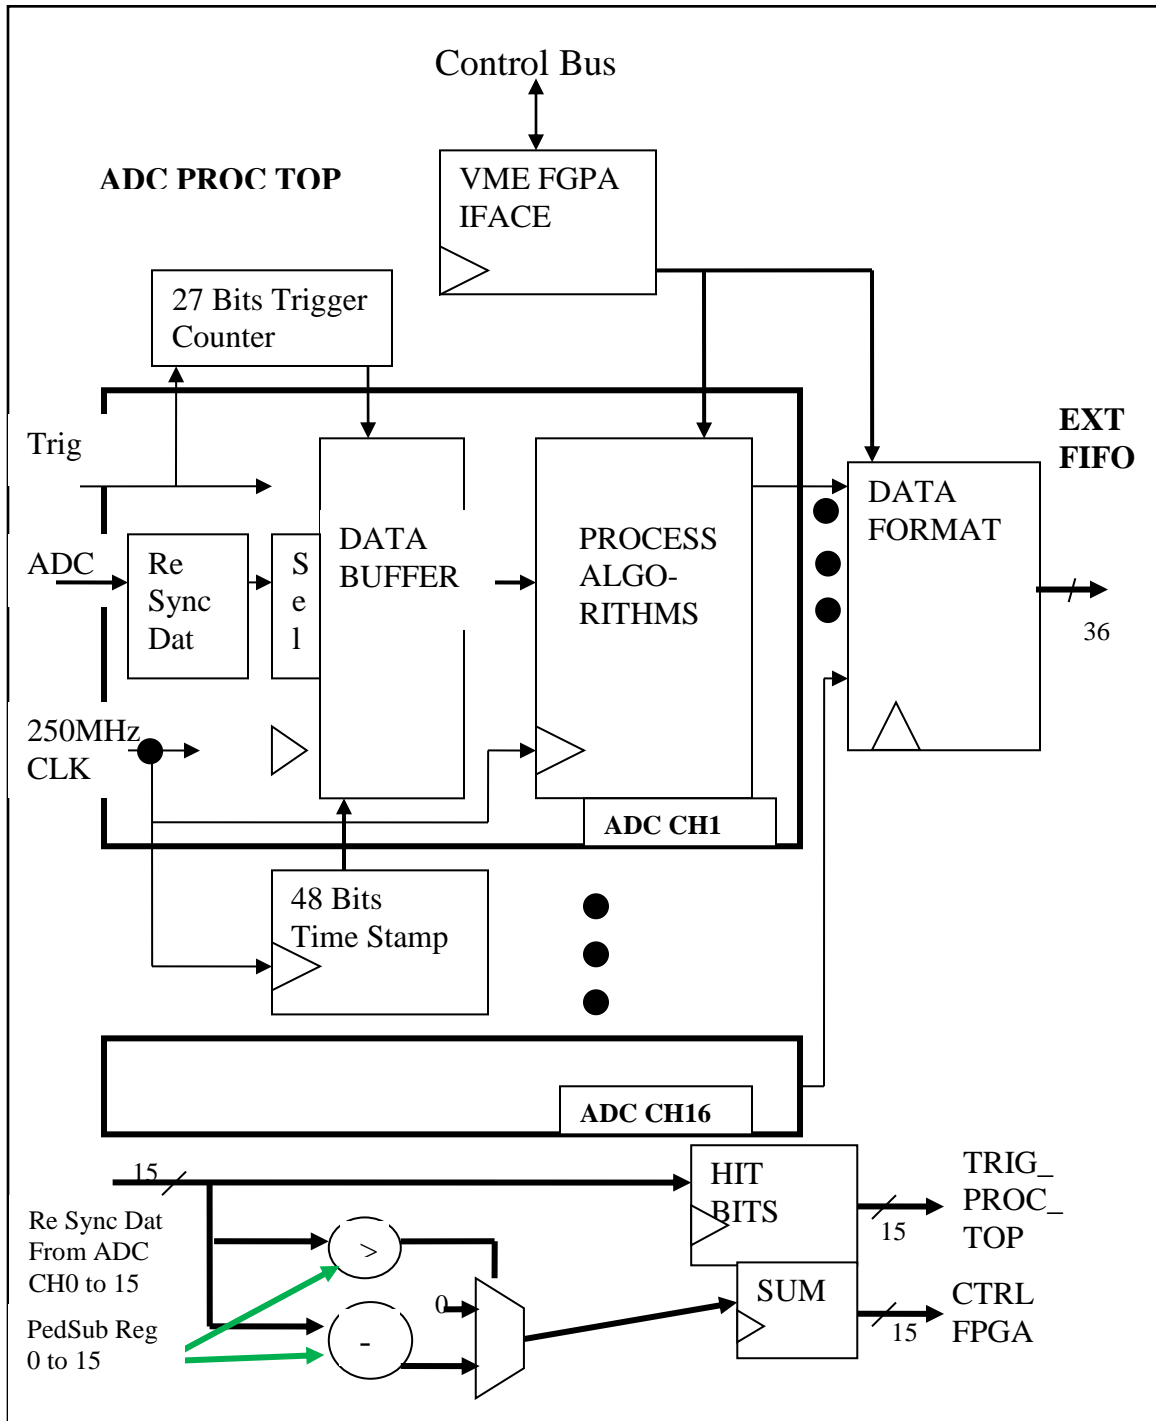 Control Bus
ADC PROC TOP
VME FGPA
IFACE
27 Bits Trigger
Counter
Trig
EXT
FIFO
DATA
FORMAT
ADC
Re
Sync
Dat
S
e
l
DATA
BUFFER
PROCESS
ALGO-
RITHMS
36
250MHz
CLK
ADC CH1
48 Bits
Time Stamp
ADC CH16
15
HIT
BITS
TRIG_
PROC_
TOP
15
Re Sync Dat
From ADC
CH0 to 15
>
0
SUM
CTRL
FPGA
15
PedSub Reg
0 to 15
-